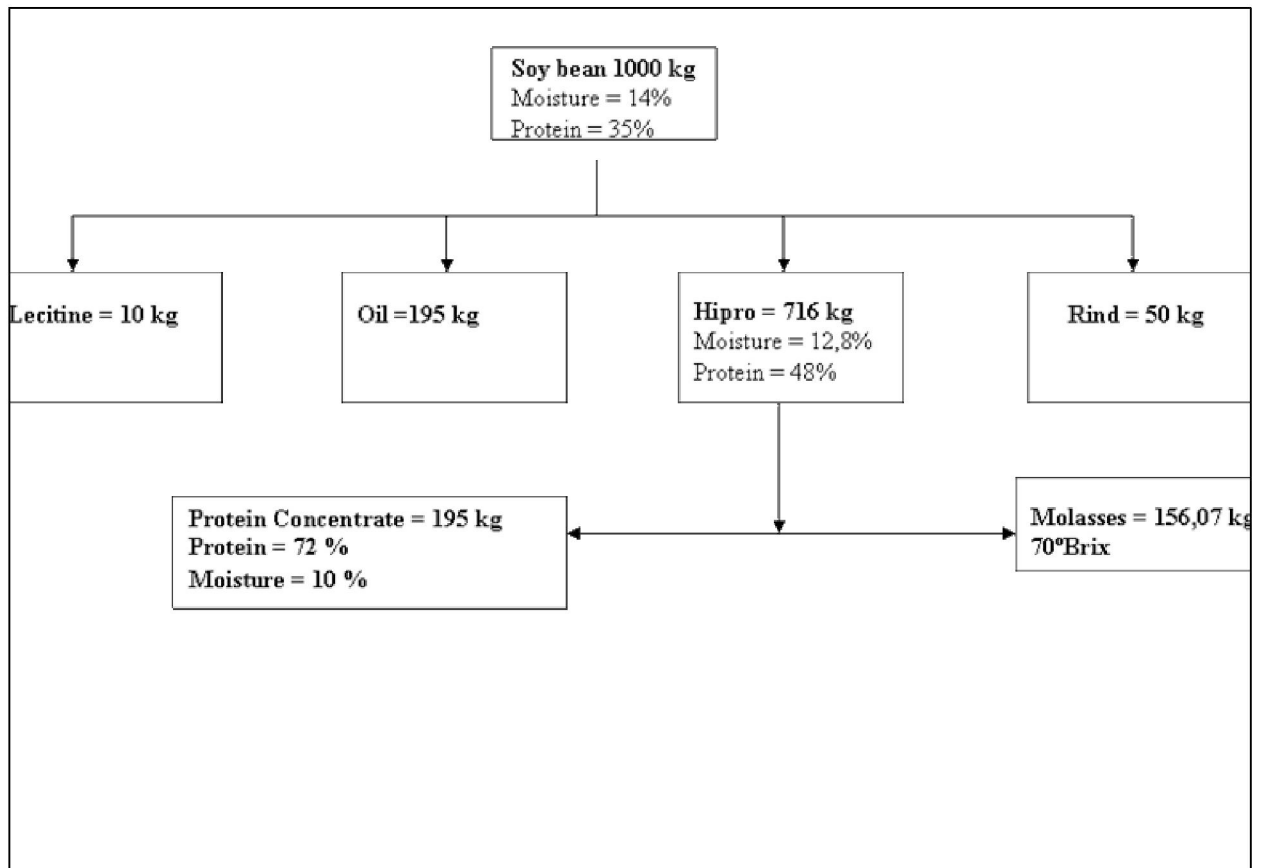 Soy bean 1000 kg
Moisture = 14%
Protein = 35%
Lecitine = 10 kg
Oil =195 kg
Hipro = 716 kg
Moisture = 12,8%
Protein = 48%
Rind = 50 kg
Protein Concentrate = 195 kg
Protein = 72 %
Moisture = 10 %
Molasses = 156,07 kg
70ºBrix